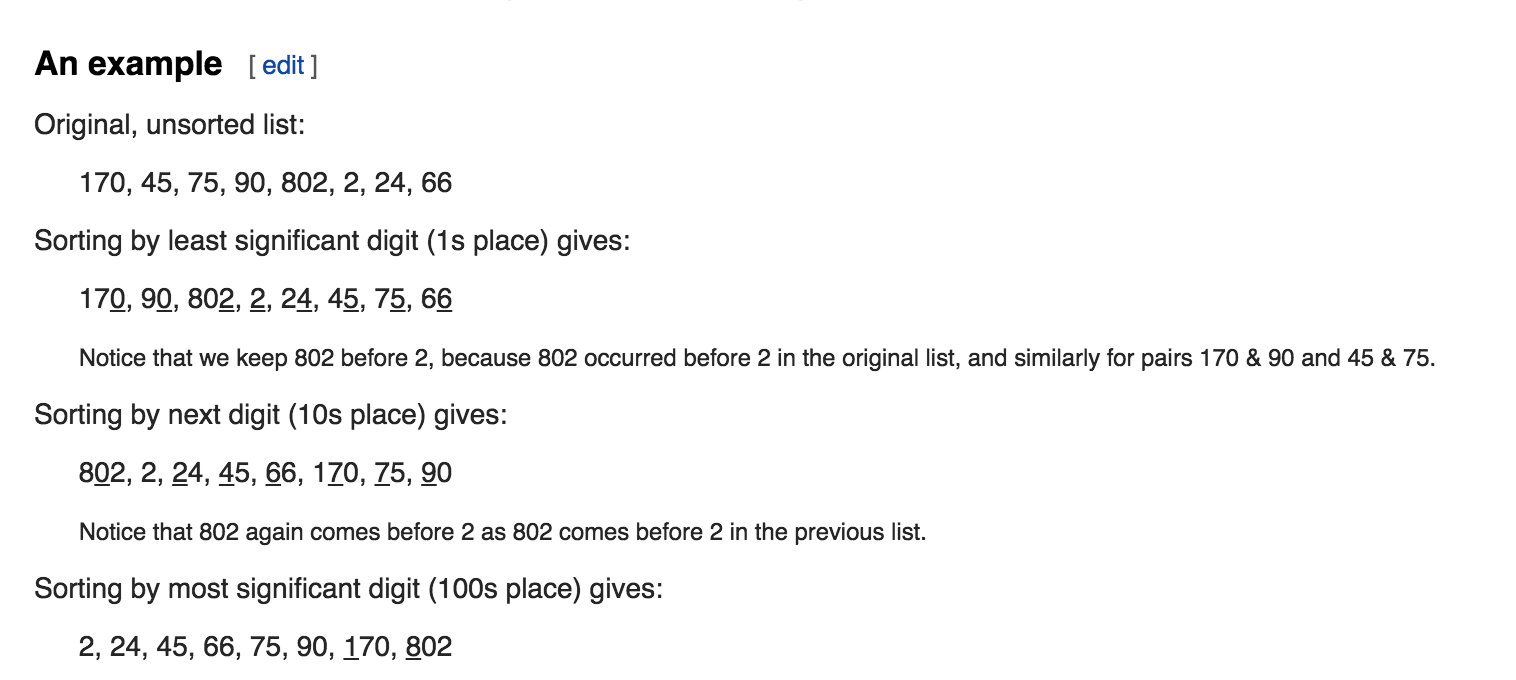 An example [ edit ]
Original, unsorted list:
170, 45, 75, 90, 802, 2, 24, 66
Sorting by least significant digit (1s place) gives:
170, 90, 802, 2, 24, 45, 75, 66
Notice that we keep 802 before 2, because 802 occurred before 2 in the original list, and similarly for pairs 170 & 90 and 45 & 75.
Sorting by next digit (10s place) gives:
802, 2, 24, 45, 66, 170, 75, 90
Notice that 802 again comes before 2 as 802 comes before 2 in the previous list.
Sorting by most significant digit (100s place) gives:
2, 24, 45, 66, 75, 90, 170, 802